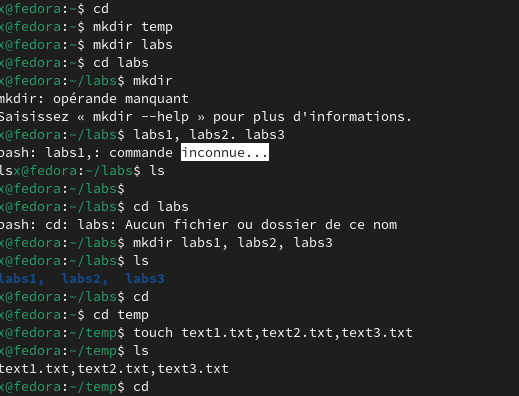 x@fedora:~$ cd
x@fedora:~$ mkdir temp
x@fedora:~$ mkdir labs
x@fedora:~$ cd labs
x@fedora:~/labs$ mkdir
mkdir: opérande manquant
Saisissez « mkdir --help » pour plus d'informations.
x@fedora:~/labs$ labs1, labs2. labs3
bash: labs1,: commande inconnue...
lsx@fedora:~/labs$ ls
x@fedora:~/labs$
x@fedora:~/labs$ cd labs
bash: cd: labs: Aucun fichier ou dossier de ce nom
x@fedora:~/labs$ mkdir labs1, labs2, labs3
x@fedora:~/labs$ ls
labs1,  labs2,  labs3
x@fedora:~/labs$ cd
x@fedora:~$ cd temp
x@fedora:~/temp$ touch text1.txt,text2.txt,text3.txt
x@fedora:~/temp$ ls
text1.txt,text2.txt,text3.txt
x@fedora:~/temp$ cd